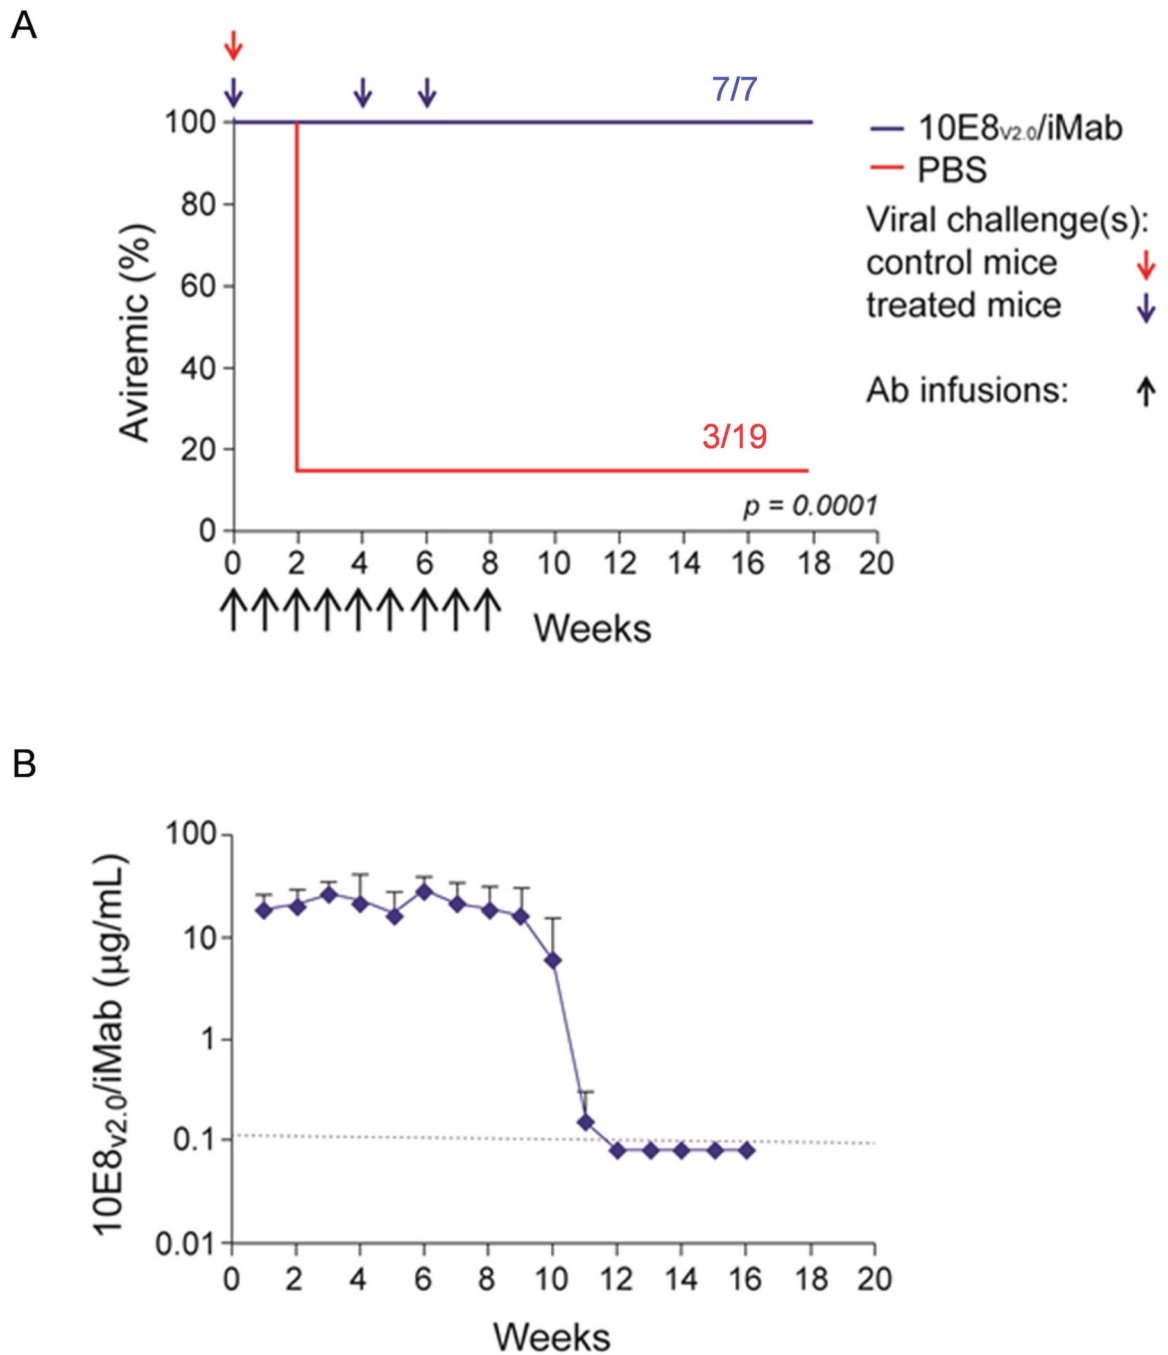 A
7/7
100
80
60
40
20
0
Aviremic (%)
3/19
p = 0.0001
0 2 4 6 8 10 12 14 16 18 20
Weeks
10E8V2.0/iMab
PBS
Viral challenge(s):
control mice
treated mice
Ab infusions:
B
100
10
1
0.1
0.01
10E8v2.0/iMab (µg/mL)
0 2 4 6 8 10 12 14 16 18 20
Weeks